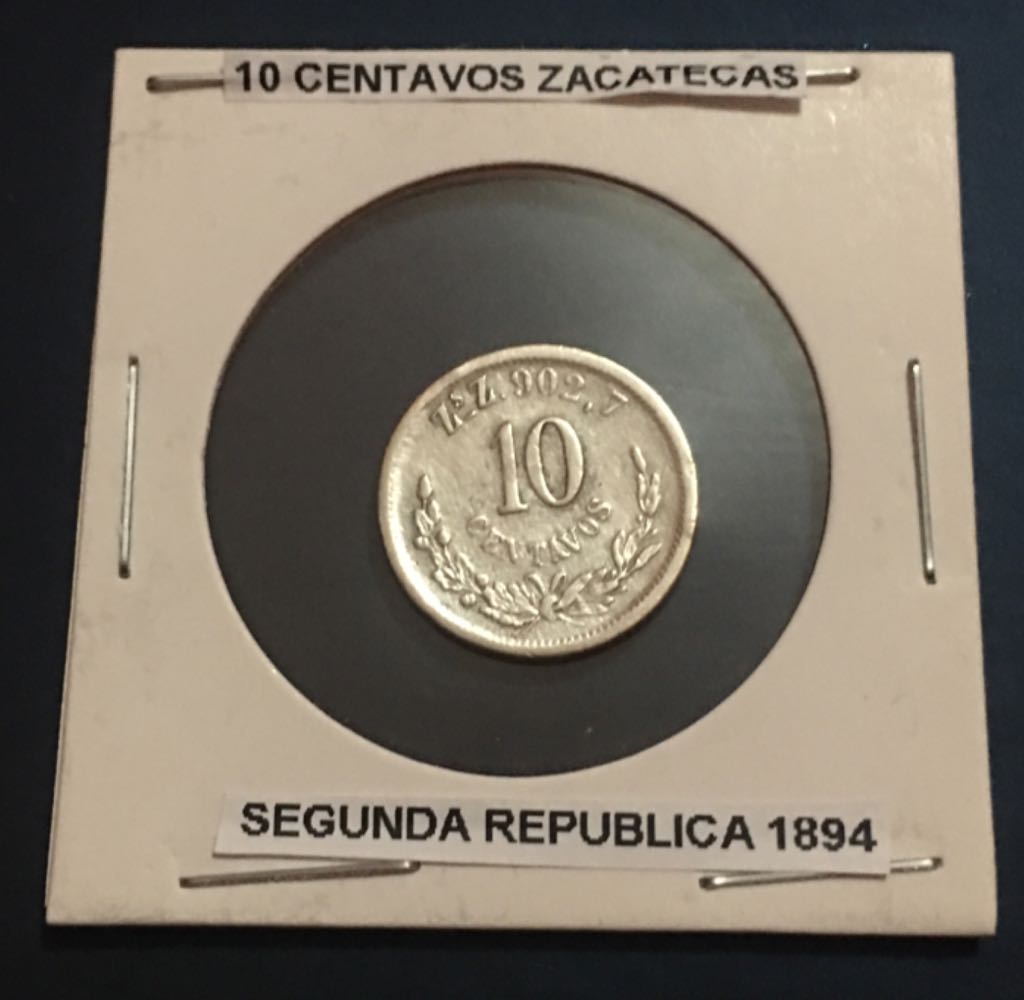 10 CENTAVOS ZACATECAS
Zˢ Z. 902,7
10
CENTAVOS
SEGUNDA REPUBLICA 1894